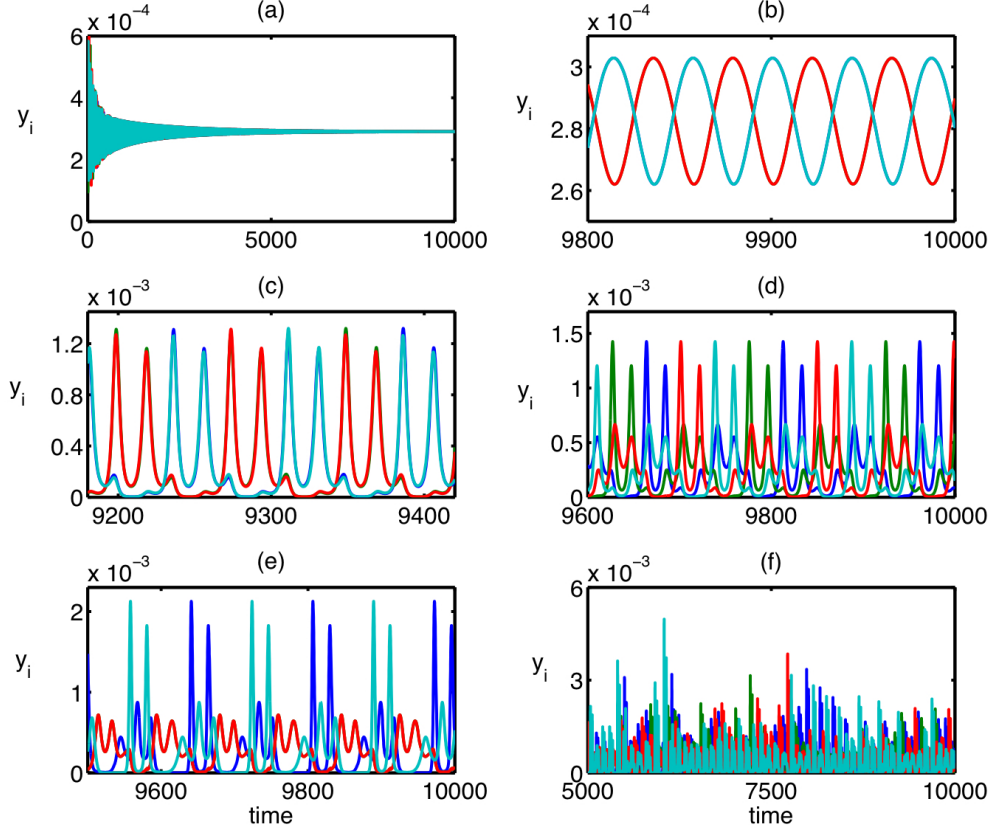 (a)
x 10⁻⁴
6
4
2
0
yᵢ
0
5000
10000
(b)
x 10⁻⁴
3
2.8
2.6
yᵢ
9800
9900
10000
(c)
x 10⁻³
1.2
0.8
0.4
0
yᵢ
9200
9300
9400
(d)
x 10⁻³
1.5
1
0.5
0
yᵢ
9600
9800
10000
(e)
x 10⁻³
2
1
0
yᵢ
9600
9800
10000
time
(f)
x 10⁻³
6
3
0
yᵢ
5000
7500
10000
time